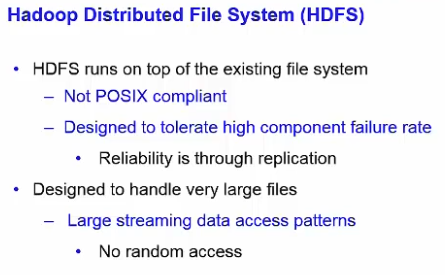 Hadoop Distributed File System (HDFS)
• HDFS runs on top of the existing file system
– Not POSIX compliant
– Designed to tolerate high component failure rate
• Reliability is through replication
• Designed to handle very large files
– Large streaming data access patterns
• No random access